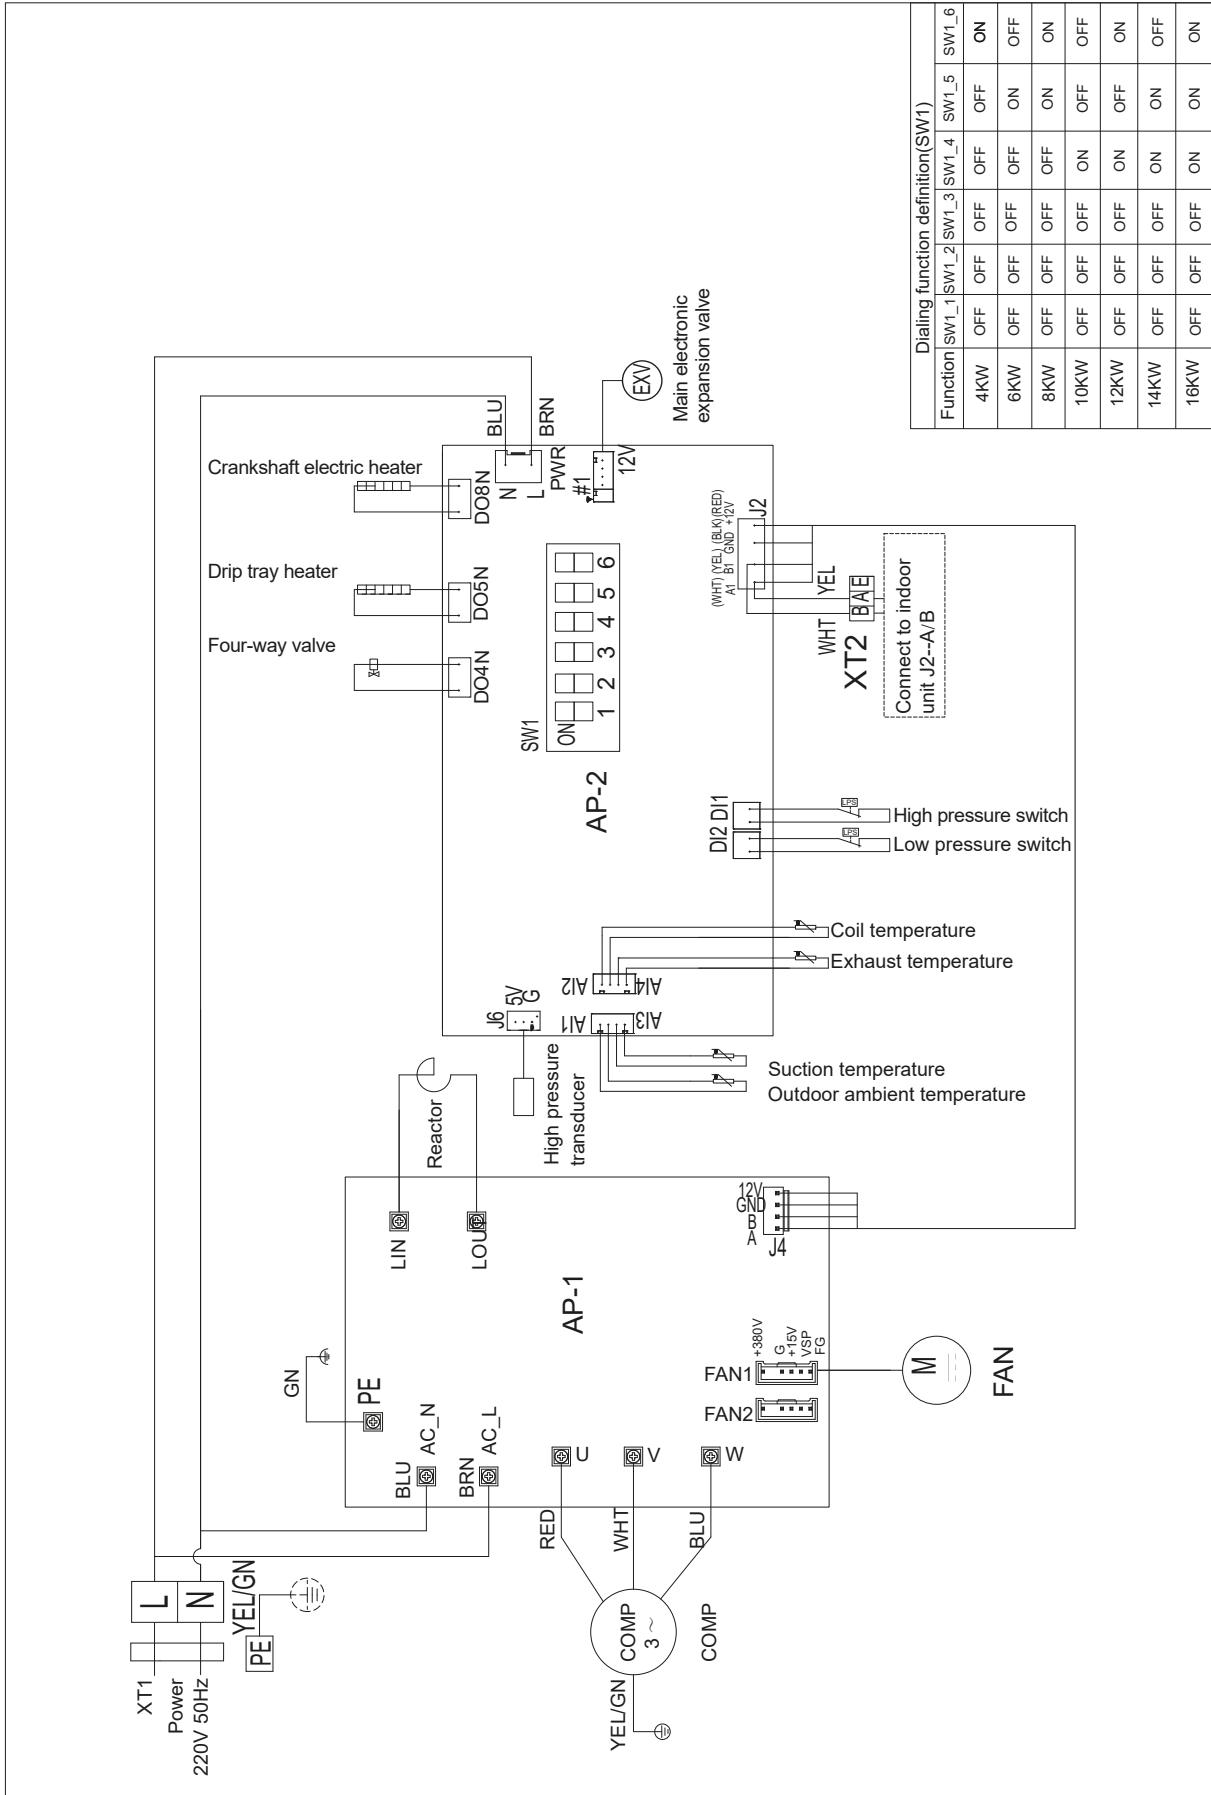 Dialing function definition(SW1)
Function SW1_1 SW1_2 SW1_3 SW1_4 SW1_5 SW1_6
4KW OFF OFF OFF OFF OFF ON
6KW OFF OFF OFF OFF ON OFF
8KW OFF OFF OFF OFF ON ON
10KW OFF OFF OFF ON OFF OFF
12KW OFF OFF OFF ON OFF ON
14KW OFF OFF OFF ON ON OFF
16KW OFF OFF OFF ON ON ON
Crankshaft electric heater
Drip tray heater
Four-way valve
DO8N
DO5N
DO4N
BLU
BRN
N
L
PWR
#1
12V
EXV
Main electronic
expansion valve
SW1
ON
1 2 3 4 5 6
AP-2
(WHT) (YEL) (BLK) (RED)
A1 B1 GND +12V
J2
WHT
YEL
XT2
B A E
Connect to indoor
unit J2--A/B
DI2 DI1
LPS
High pressure switch
LPS
Low pressure switch
Coil temperature
Exhaust temperature
AI2
AI4
AI1
AI3
Suction temperature
Outdoor ambient temperature
J6
5V
G
High pressure
transducer
Reactor
LIN
LOUT
AP-1
12V
GND
B
A
J4
GN
PE
BLU
AC_N
BRN
AC_L
FAN1
FAN2
+380V
G
+15V
VSP
FG
M
FAN
U
V
W
RED
WHT
BLU
COMP
3 ~
COMP
YEL/GN
L
N
YEL/GN
PE
XT1
Power
220V 50Hz